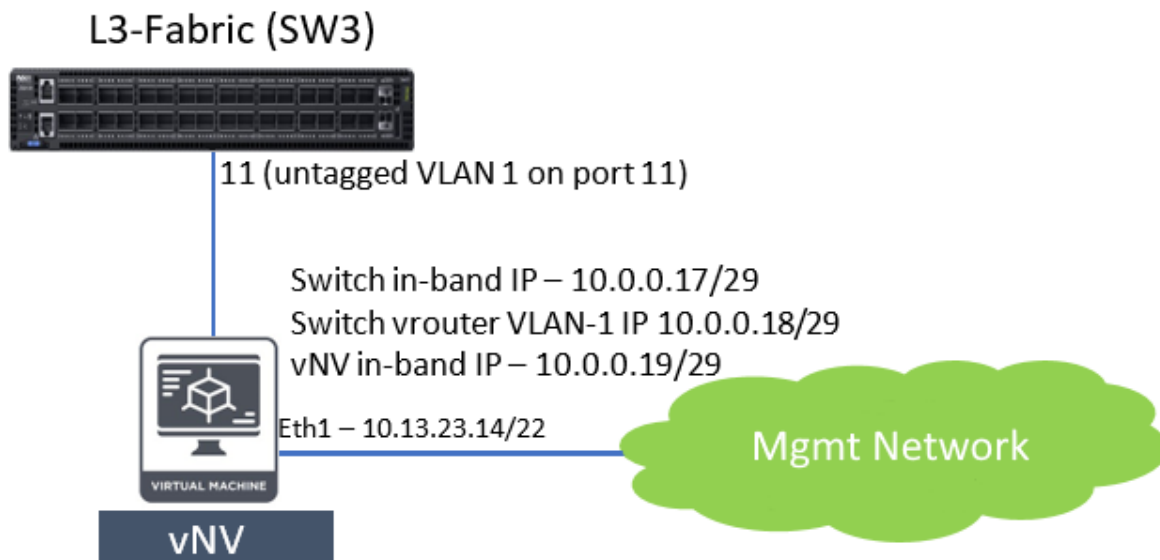 L3-Fabric (SW3)
11 (untagged VLAN 1 on port 11)
Switch in-band IP – 10.0.0.17/29
Switch vrouter VLAN-1 IP 10.0.0.18/29
vNV in-band IP – 10.0.0.19/29
Eth1 – 10.13.23.14/22
Mgmt Network
VIRTUAL MACHINE
vNV